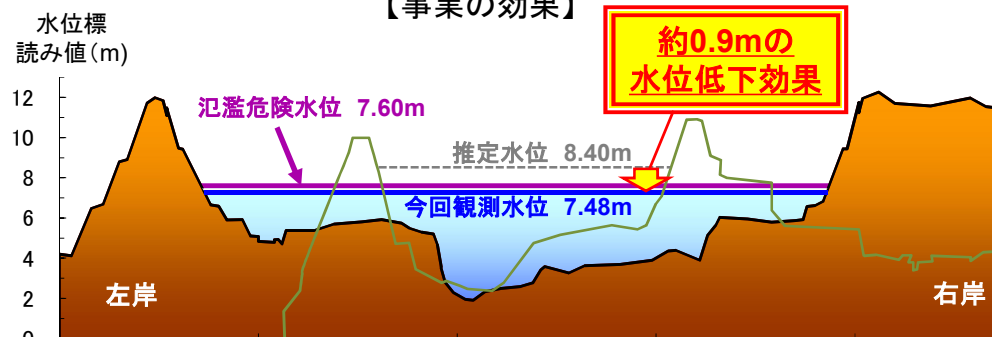 【事業の効果】
水位標
読み値(m)
約0.9mの
水位低下効果
12
氾濫危険水位 7.60m
10
推定水位 8.40m
8
今回観測水位 7.48m
6
4
左岸
右岸
2
0